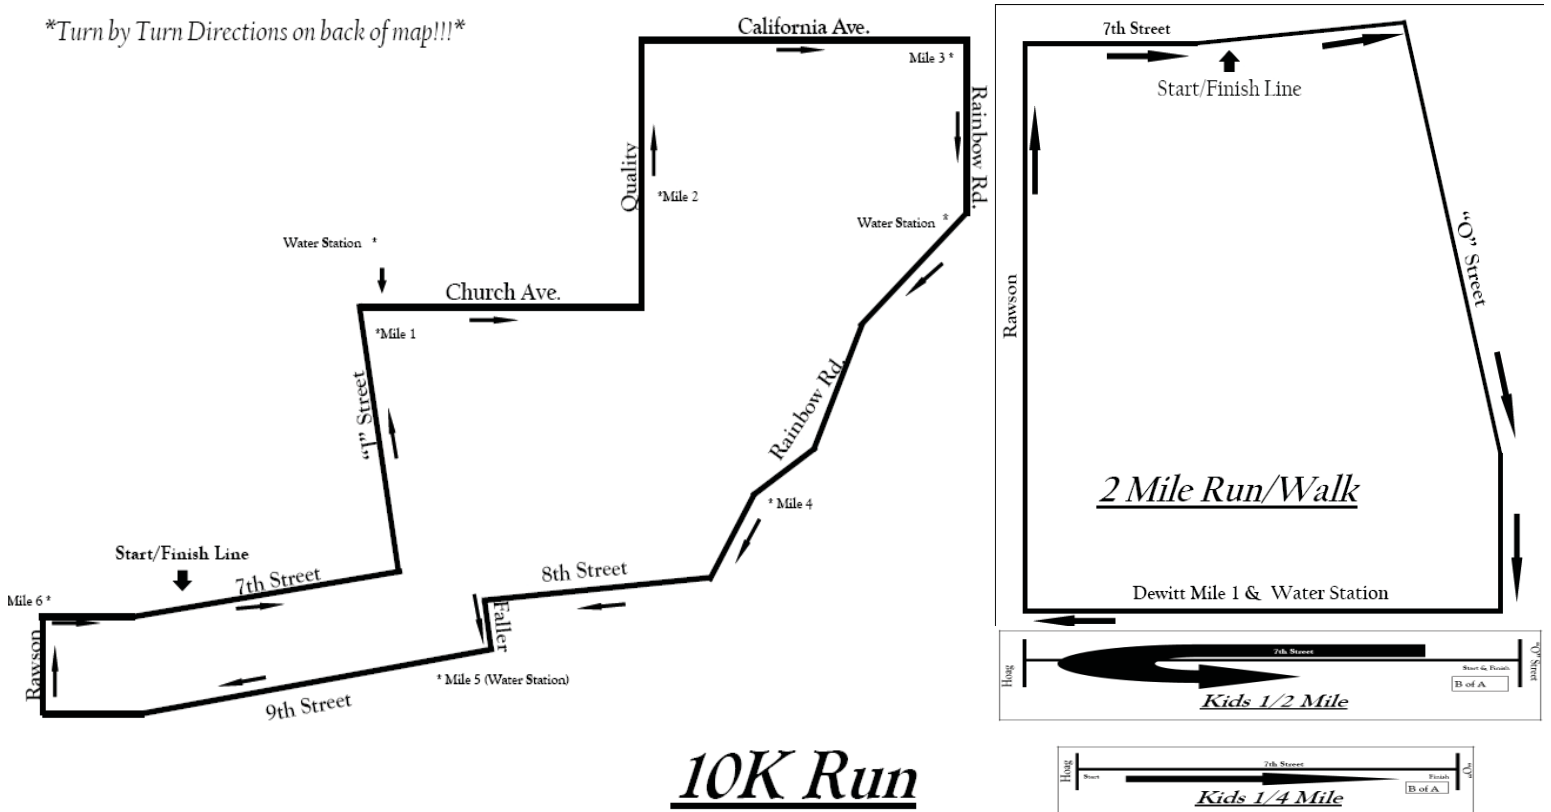 *Turn by Turn Directions on back of map!!!*
California Ave.
Mile 3 *
Rainbow Rd.
Quality
*Mile 2
Water Station *
Water Station *
Church Ave.
*Mile 1
"J" Street
Rainbow Rd.
* Mile 4
Start/Finish Line
7th Street
8th Street
Mile 6 *
Faller
Rawson
* Mile 5 (Water Station)
9th Street
10K Run
7th Street
Start/Finish Line
"O" Street
Rawson
2 Mile Run/Walk
Dewitt Mile 1 & Water Station
Hoag
7th Street
Start & Finish
B of A
"O" Street
Kids 1/2 Mile
Hoag
7th Street
Start
Finish
B of A
"O"
Kids 1/4 Mile